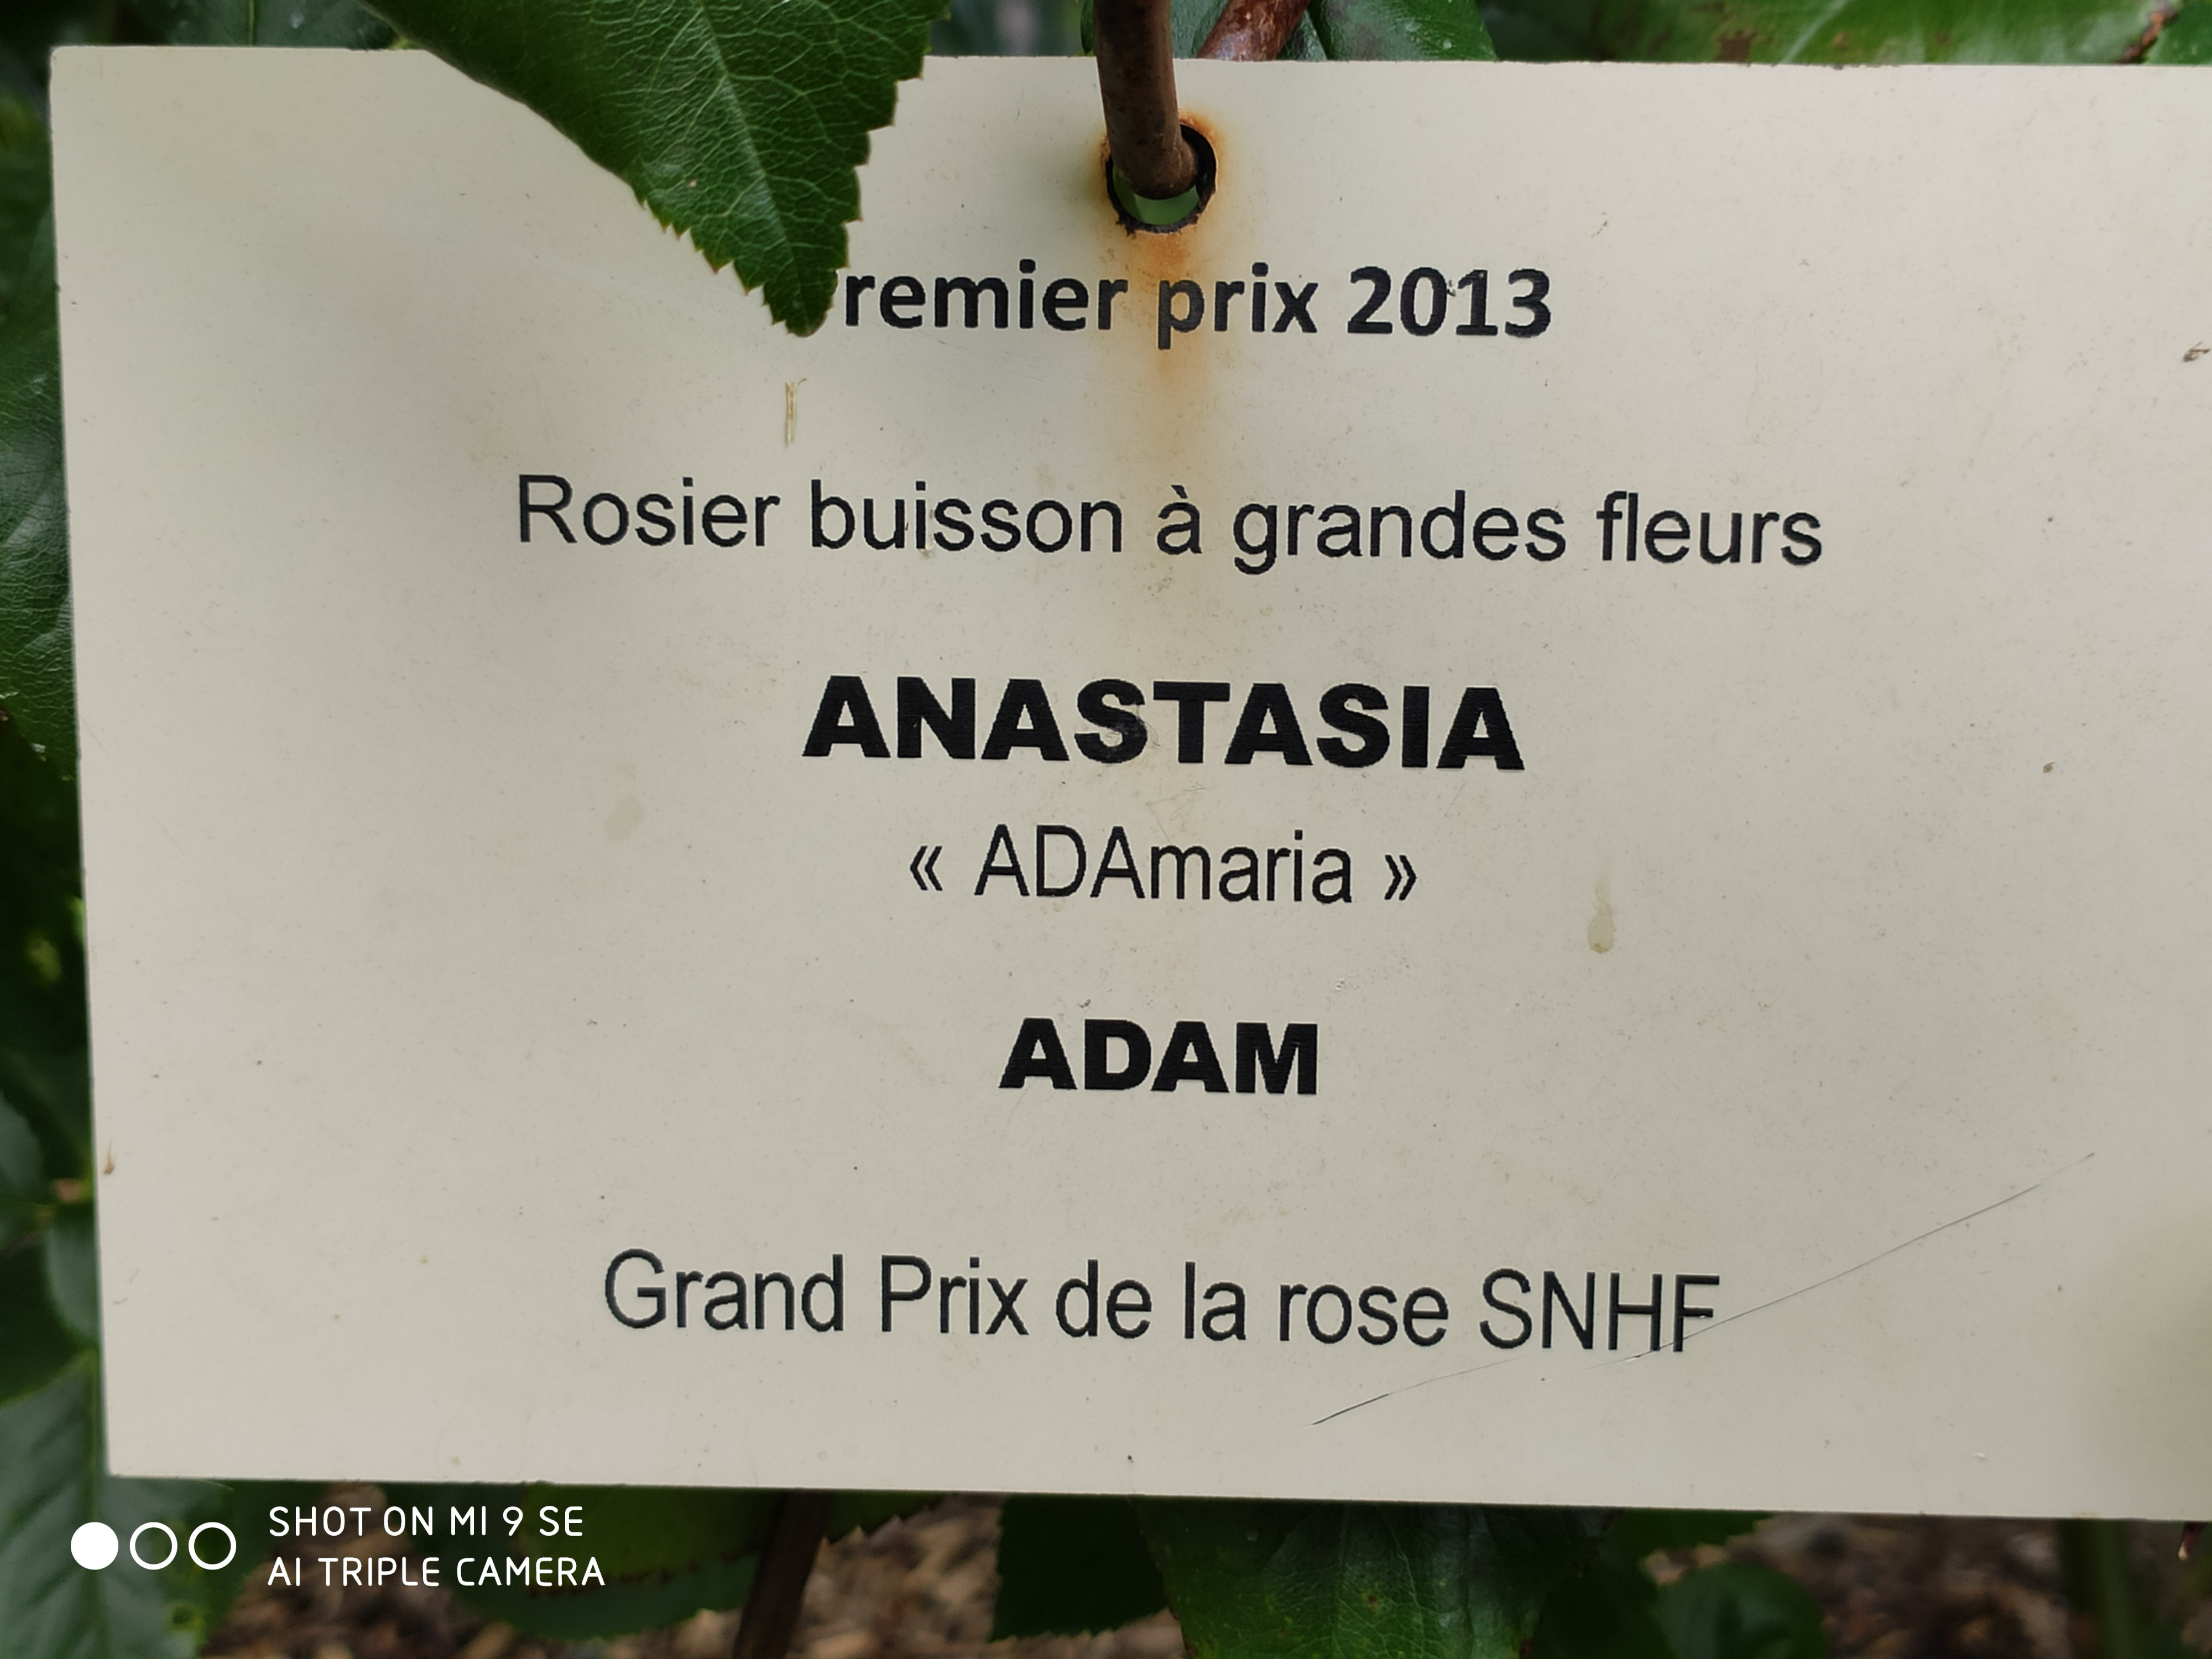 remier prix 2013
Rosier buisson à grandes fleurs
ANASTASIA
« ADAmaria »
ADAM
Grand Prix de la rose SNHF
SHOT ON MI 9 SE
AI TRIPLE CAMERA